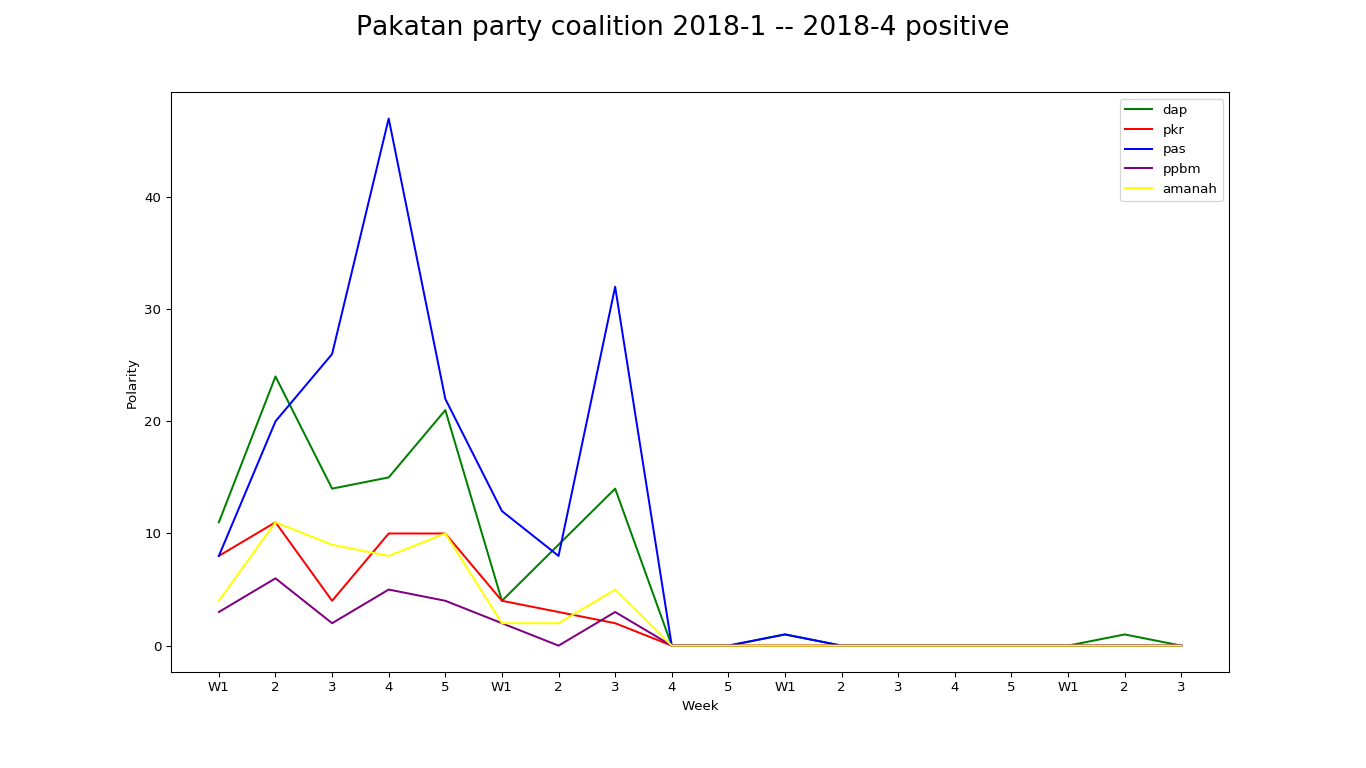 Pakatan party coalition 2018-1 -- 2018-4 positive
dap
pkr
pas
ppbm
amanah
Polarity
40
30
20
10
0
W1 2 3 4 5 W1 2 3 4 5 W1 2 3 4 5 W1 2 3
Week